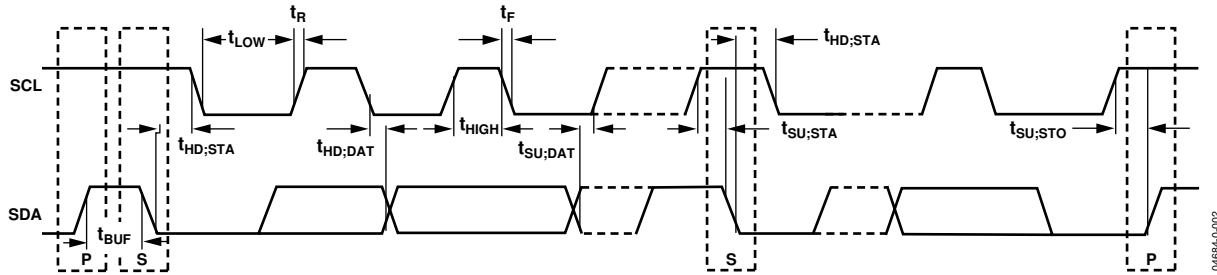 tR
tF
tLOW
tHD;STA
SCL
tHD;STA
tHD;DAT
tHIGH
tSU;DAT
tSU;STA
tSU;STO
SDA
tBUF
P
S
S
P
04684-0-002